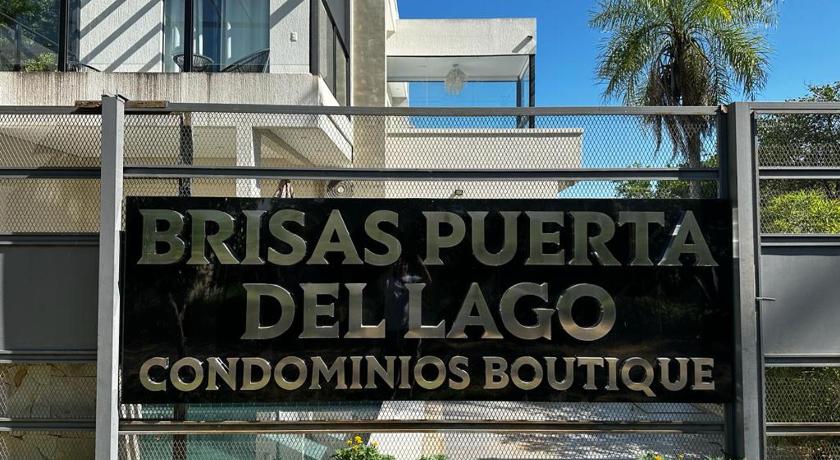 BRISAS PUERTA
DEL LAGO
CONDOMINIOS BOUTIQUE